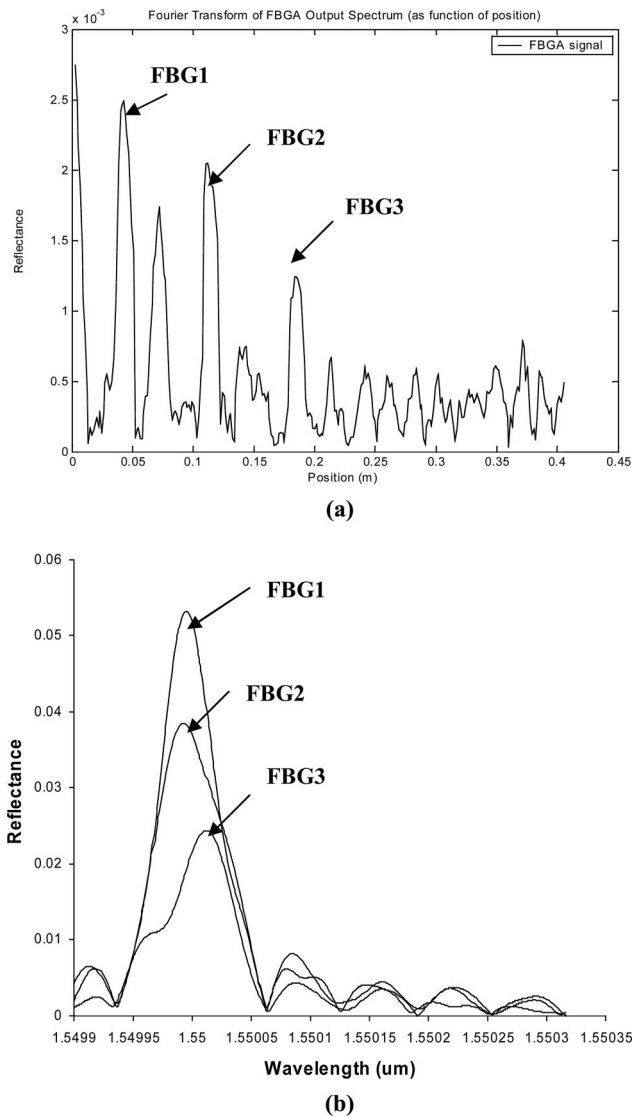 Fourier Transform of FBGA Output Spectrum (as function of position)
x 10⁻³
3
2.5
2
1.5
1
0.5
0
Reflectance
FBGA signal
FBG1
FBG2
FBG3
0 0.05 0.1 0.15 0.2 0.25 0.3 0.35 0.4 0.45
Position (m)
(a)
0.06
0.05
0.04
0.03
0.02
0.01
0
Reflectance
FBG1
FBG2
FBG3
1.5499 1.54995 1.55 1.55005 1.5501 1.55015 1.5502 1.55025 1.5503 1.55035
Wavelength (um)
(b)